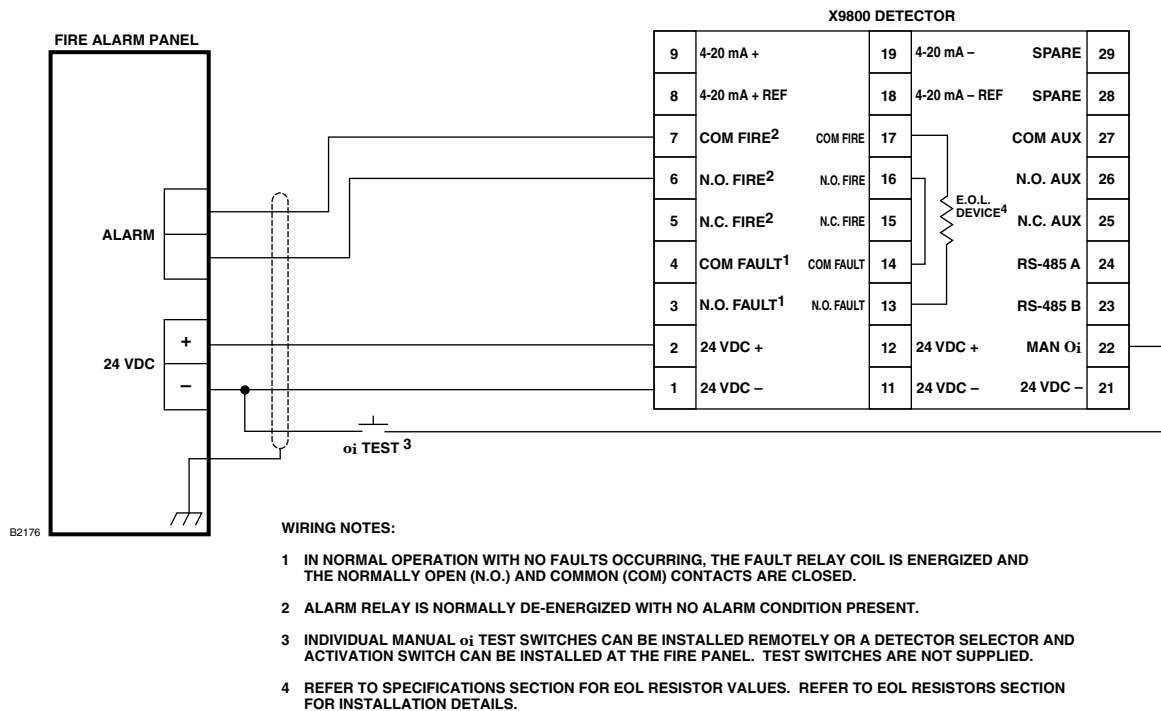 X9800 DETECTOR
FIRE ALARM PANEL
9 4-20 mA + 19 4-20 mA – SPARE 29
8 4-20 mA + REF 18 4-20 mA – REF SPARE 28
7 COM FIRE2 COM FIRE 17 COM AUX 27
6 N.O. FIRE2 N.O. FIRE 16 N.O. AUX 26
E.O.L.
DEVICE4
5 N.C. FIRE2 N.C. FIRE 15 N.C. AUX 25
ALARM
4 COM FAULT1 COM FAULT 14 RS-485 A 24
3 N.O. FAULT1 N.O. FAULT 13 RS-485 B 23
+
2 24 VDC + 12 24 VDC + MAN Oi 22
24 VDC
–
1 24 VDC – 11 24 VDC – 24 VDC – 21
oi TEST 3
B2176
WIRING NOTES:
1 IN NORMAL OPERATION WITH NO FAULTS OCCURRING, THE FAULT RELAY COIL IS ENERGIZED AND
THE NORMALLY OPEN (N.O.) AND COMMON (COM) CONTACTS ARE CLOSED.
2 ALARM RELAY IS NORMALLY DE-ENERGIZED WITH NO ALARM CONDITION PRESENT.
3 INDIVIDUAL MANUAL oi TEST SWITCHES CAN BE INSTALLED REMOTELY OR A DETECTOR SELECTOR AND
ACTIVATION SWITCH CAN BE INSTALLED AT THE FIRE PANEL. TEST SWITCHES ARE NOT SUPPLIED.
4 REFER TO SPECIFICATIONS SECTION FOR EOL RESISTOR VALUES. REFER TO EOL RESISTORS SECTION
FOR INSTALLATION DETAILS.